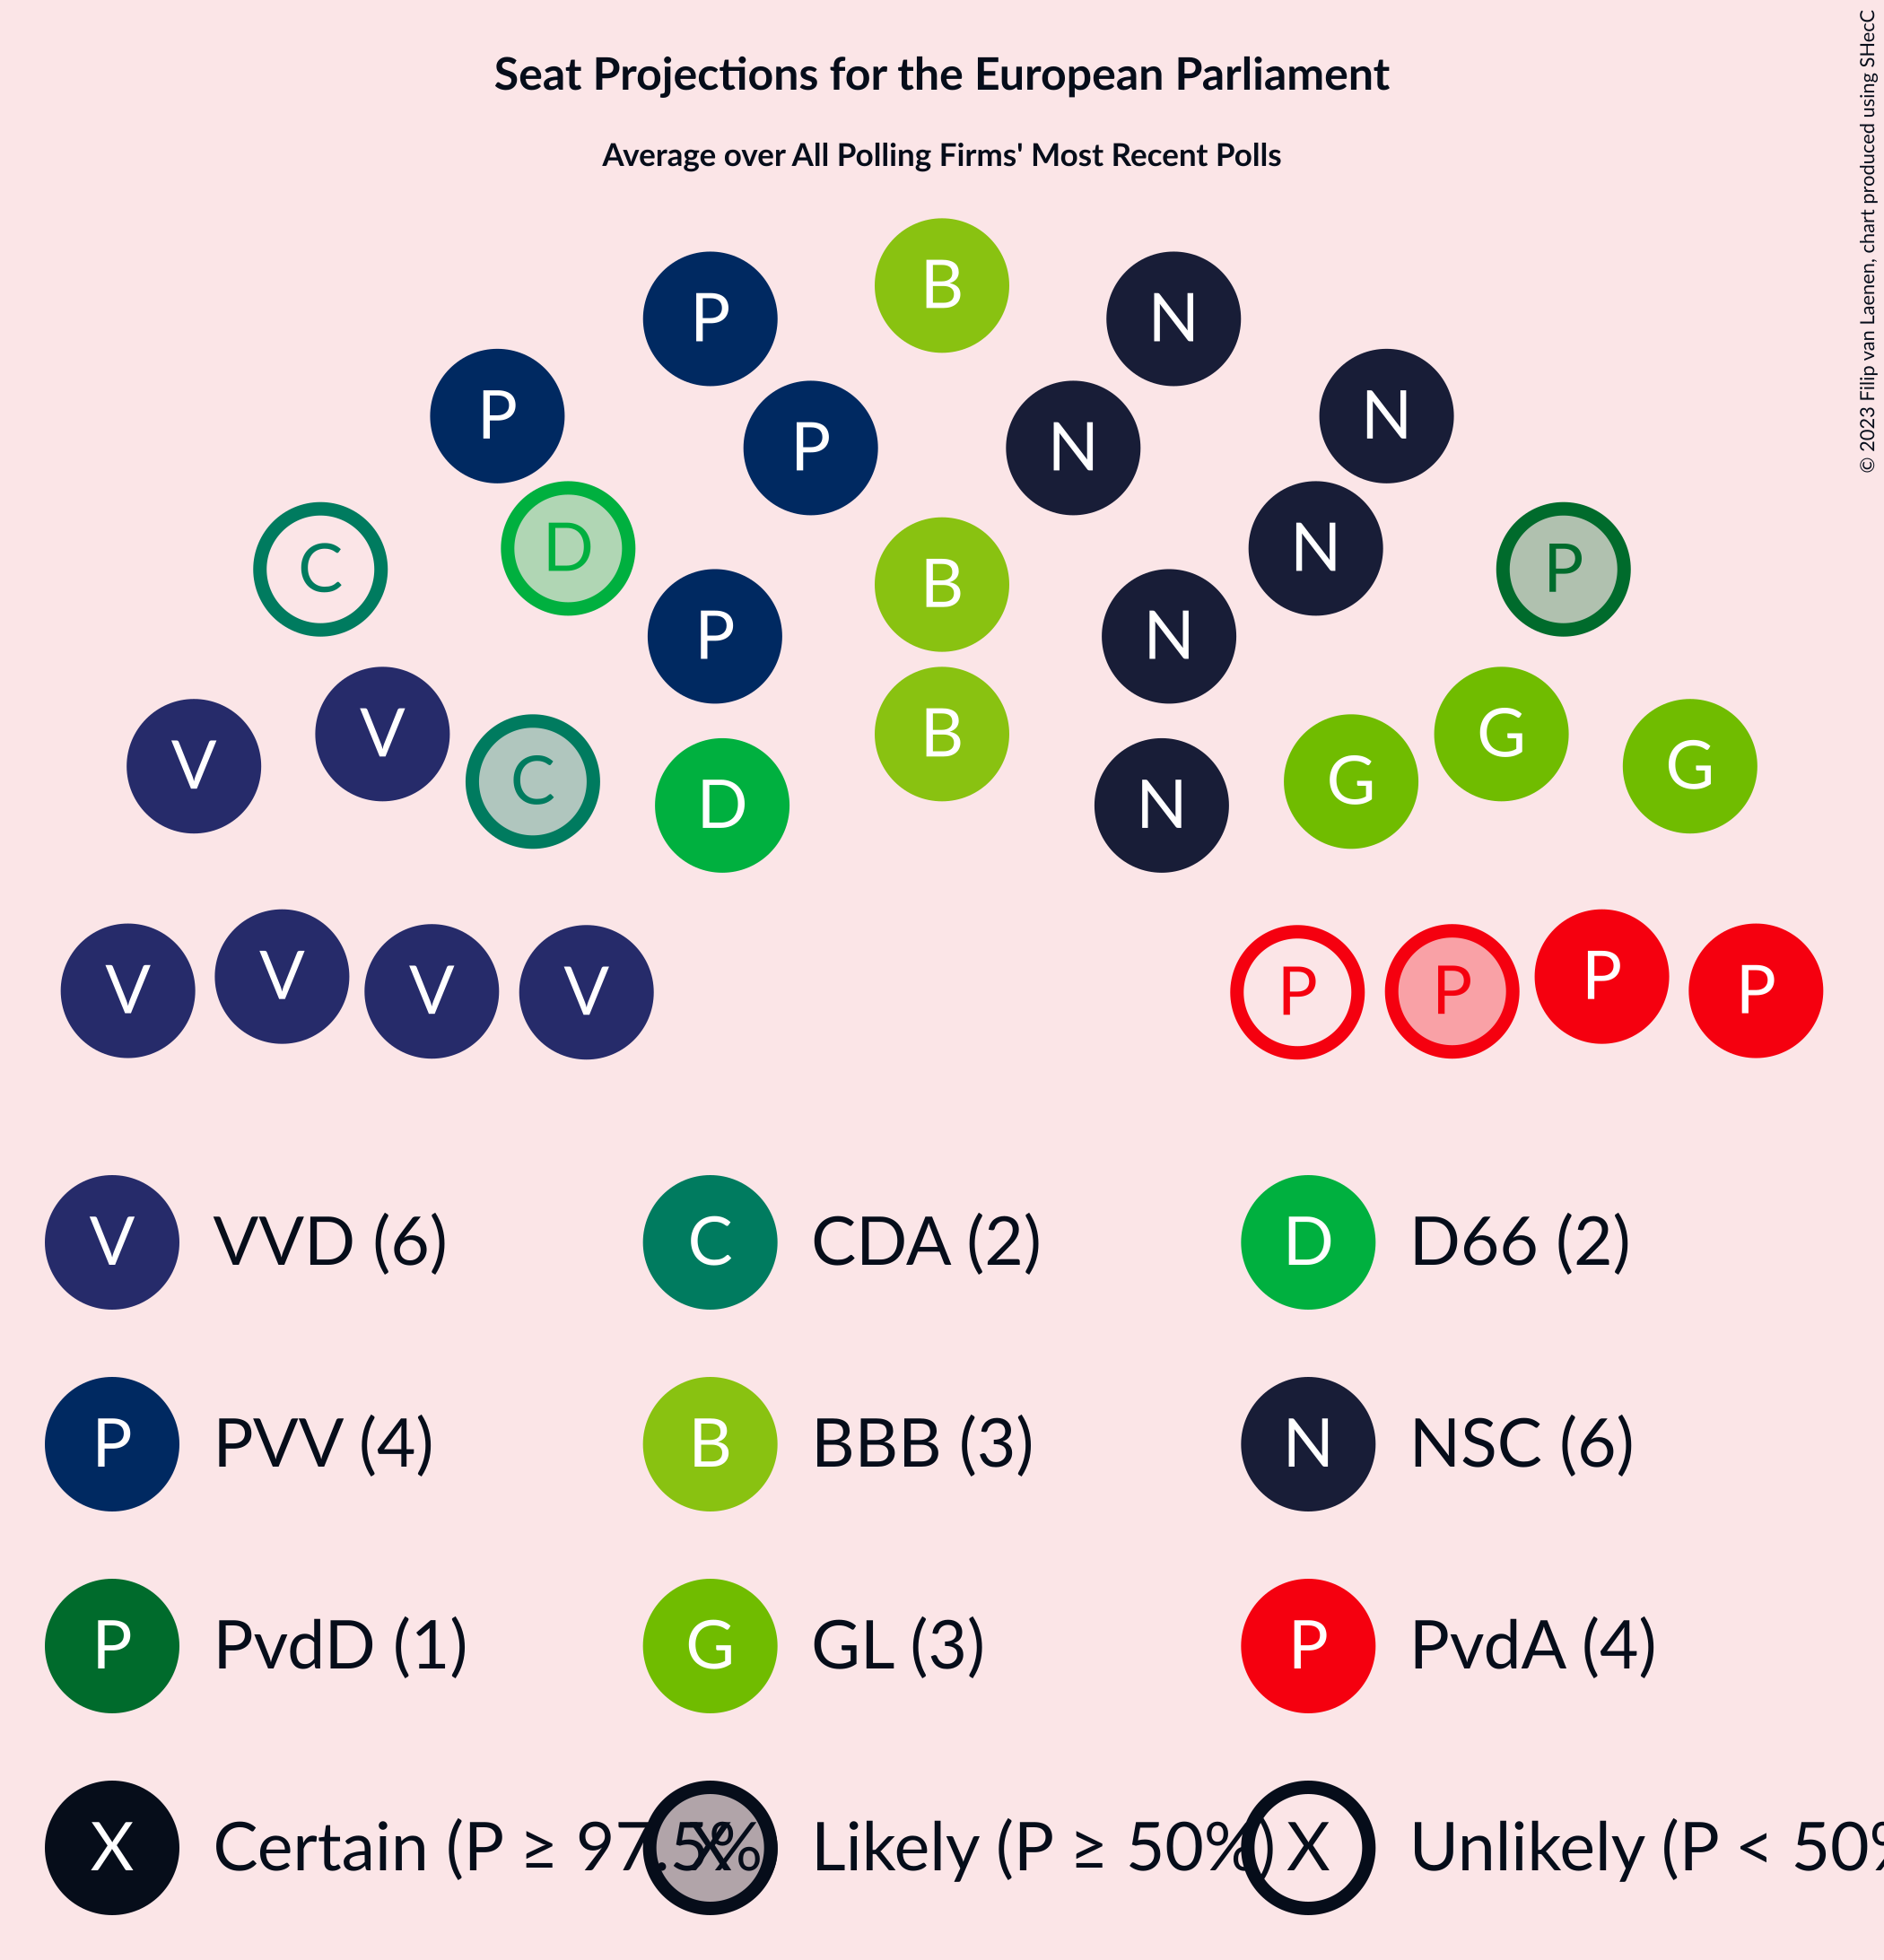 Seat Projections for the European Parliament
Average over All Polling Firms' Most Recent Polls
© 2023 Filip van Laenen, chart produced using SHecC
B
P N
P N
P N
D N
C P
B
P N
V B G
V G
V C G
D N
V V V V P P P P
V VVD (6) C CDA (2) D D66 (2)
P PVV (4) B BBB (3) N NSC (6)
P PvdD (1) G GL (3) P PvdA (4)
X Certain (P ≥ 97.5% X Likely (P ≥ 50%) X Unlikely (P < 50%